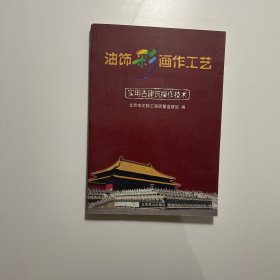 油饰彩画作工艺
实用古建筑操作技术
北京市文物工程质量监督站 编